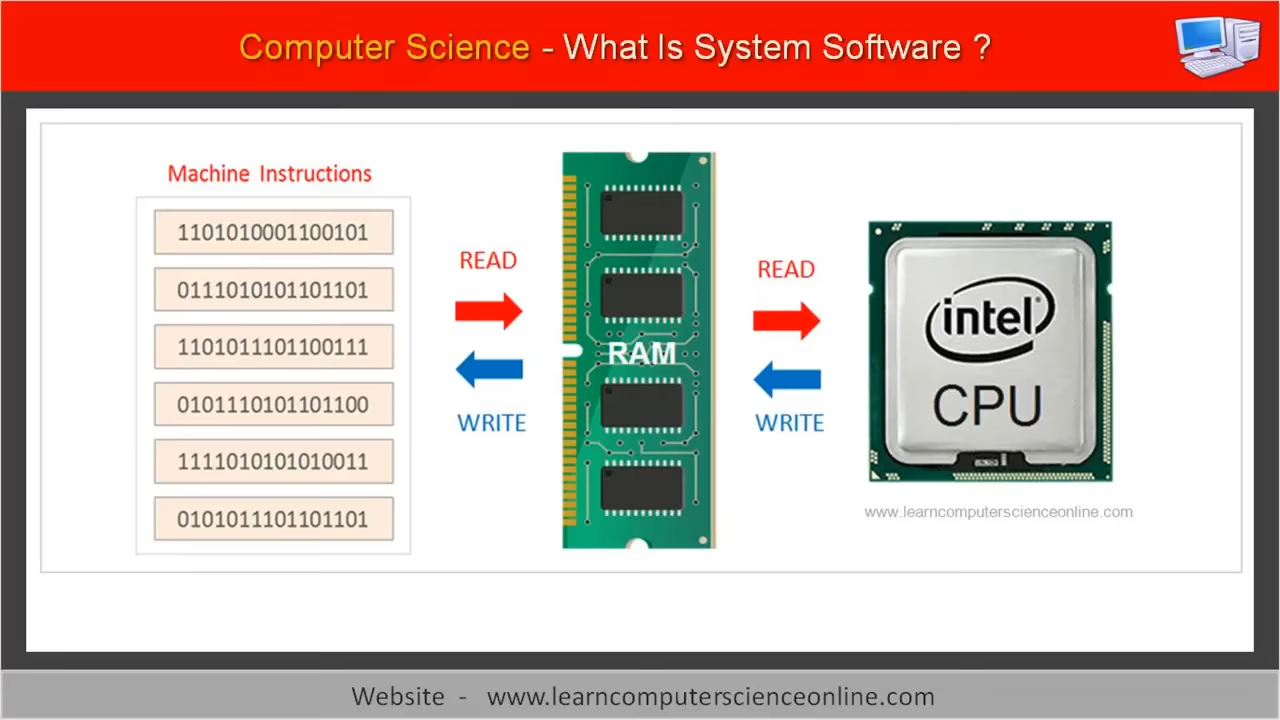 Computer Science - What Is System Software ?
Machine Instructions
1101010001100101
0111010101101101
1101011101100111
0101110101101100
1111010101010011
0101011101101101
READ
WRITE
RAM
READ
WRITE
intel®
CPU
www.learncomputerscienceonline.com
Website - www.learncomputerscienceonline.com